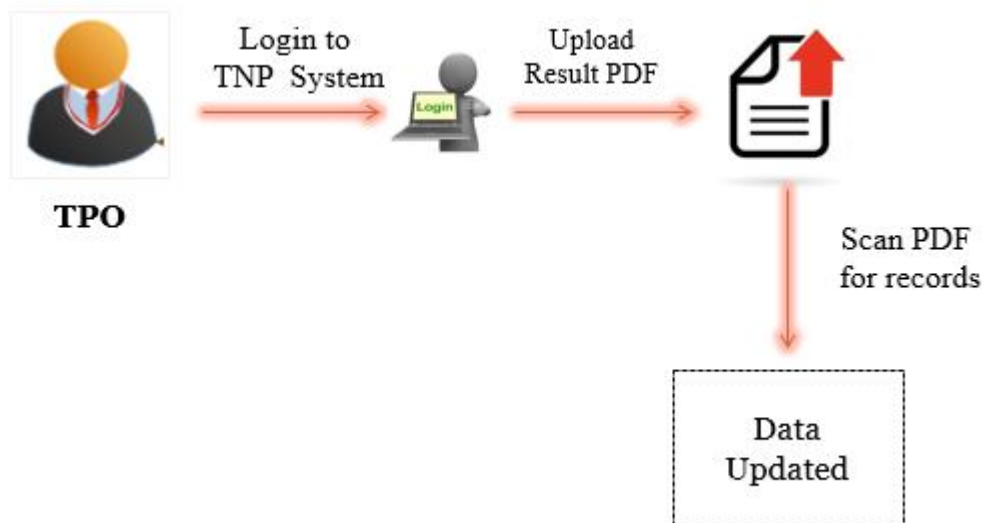 Login to
TNP System
Login
Upload
Result PDF
TPO
Scan PDF
for records
Data
Updated